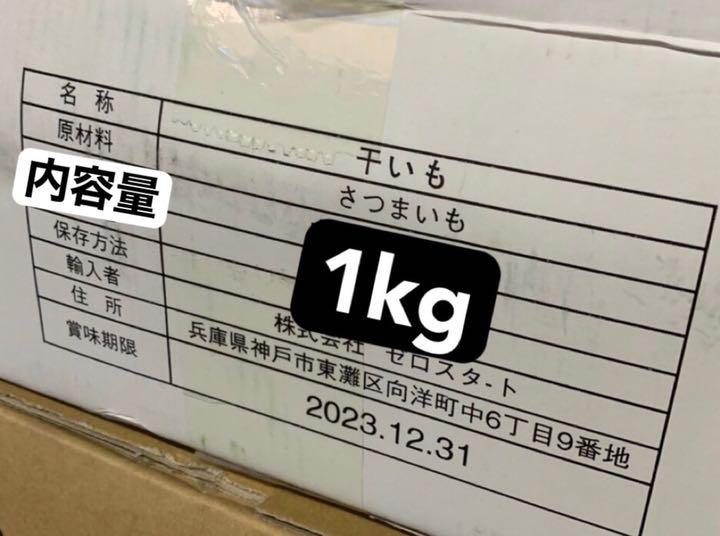 名称 干いも
原材料 さつまいも
内容量 1kg
保存方法
輸入者 株式会社 ゼロスタート
住所 兵庫県神戸市東灘区向洋町中6丁目9番地
賞味期限 2023.12.31